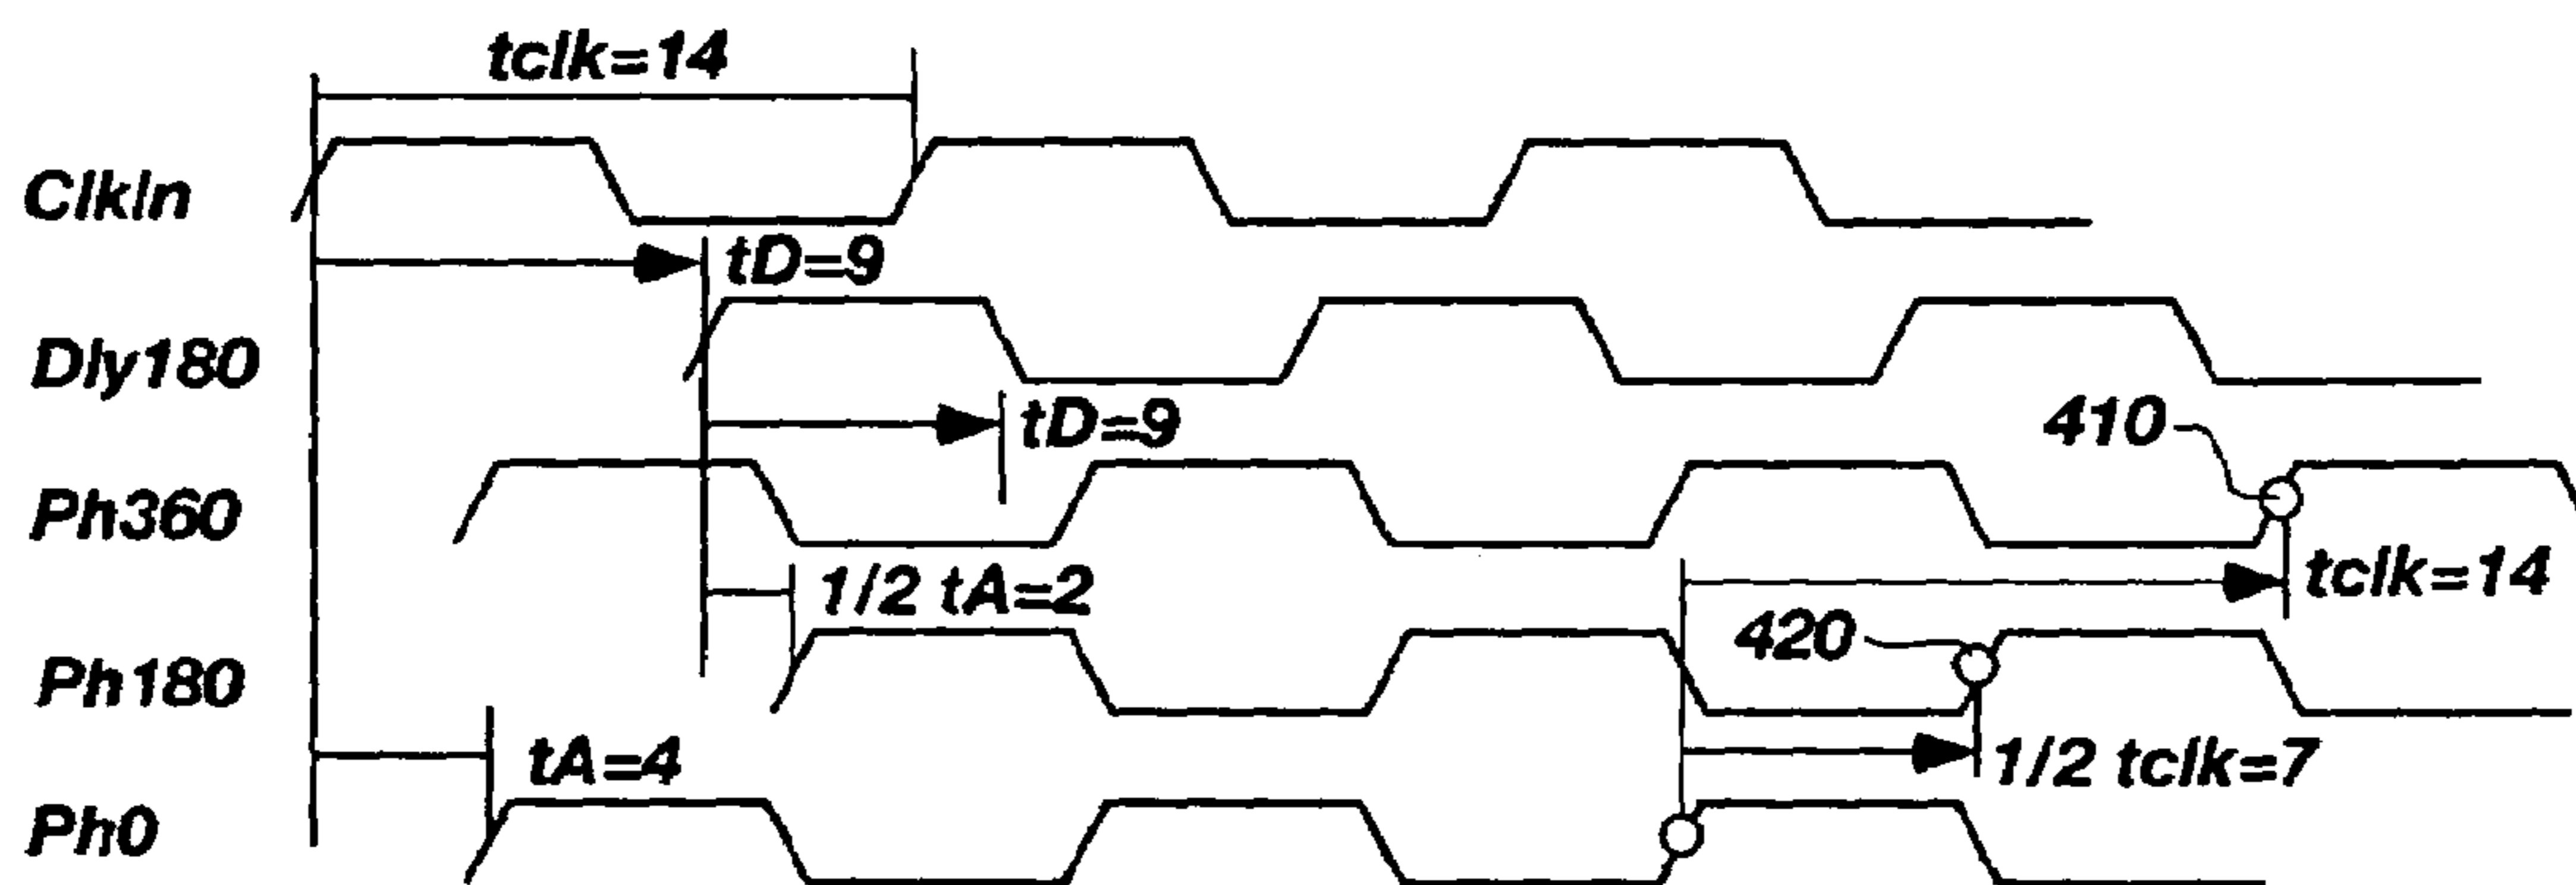 tclk=14
ClkIn
tD=9
Dly180
tD=9
410
Ph360
1/2 tA=2
tclk=14
420
Ph180
tA=4
1/2 tclk=7
Ph0